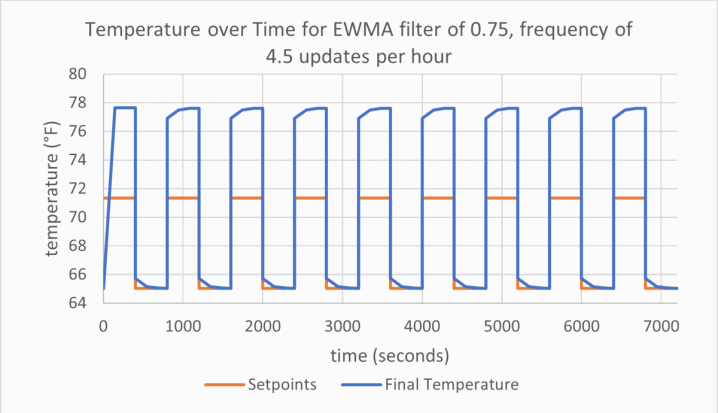 Temperature over Time for EWMA filter of 0.75, frequency of
4.5 updates per hour
80
78
76
74
72
70
68
66
64
temperature (°F)
0 1000 2000 3000 4000 5000 6000 7000
time (seconds)
Setpoints Final Temperature